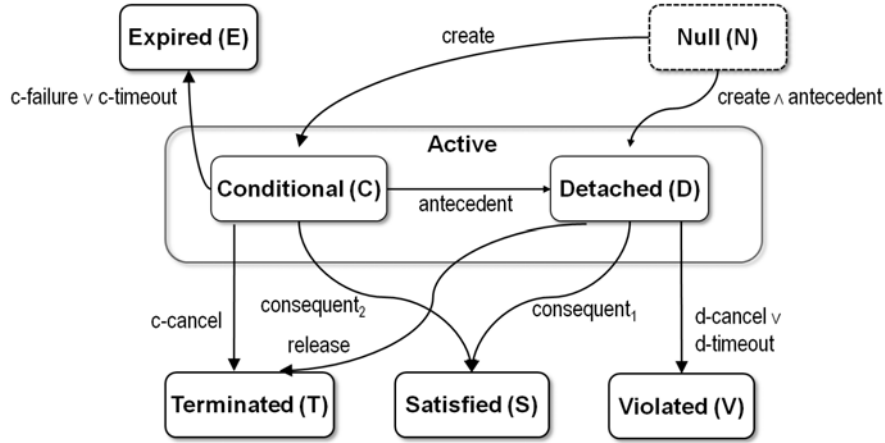 Expired (E)
Null (N)
create
c-failure ∨ c-timeout
create ∧ antecedent
Active
Conditional (C)
Detached (D)
antecedent
c-cancel
consequent₂
release
consequent₁
d-cancel ∨
d-timeout
Terminated (T)
Satisfied (S)
Violated (V)